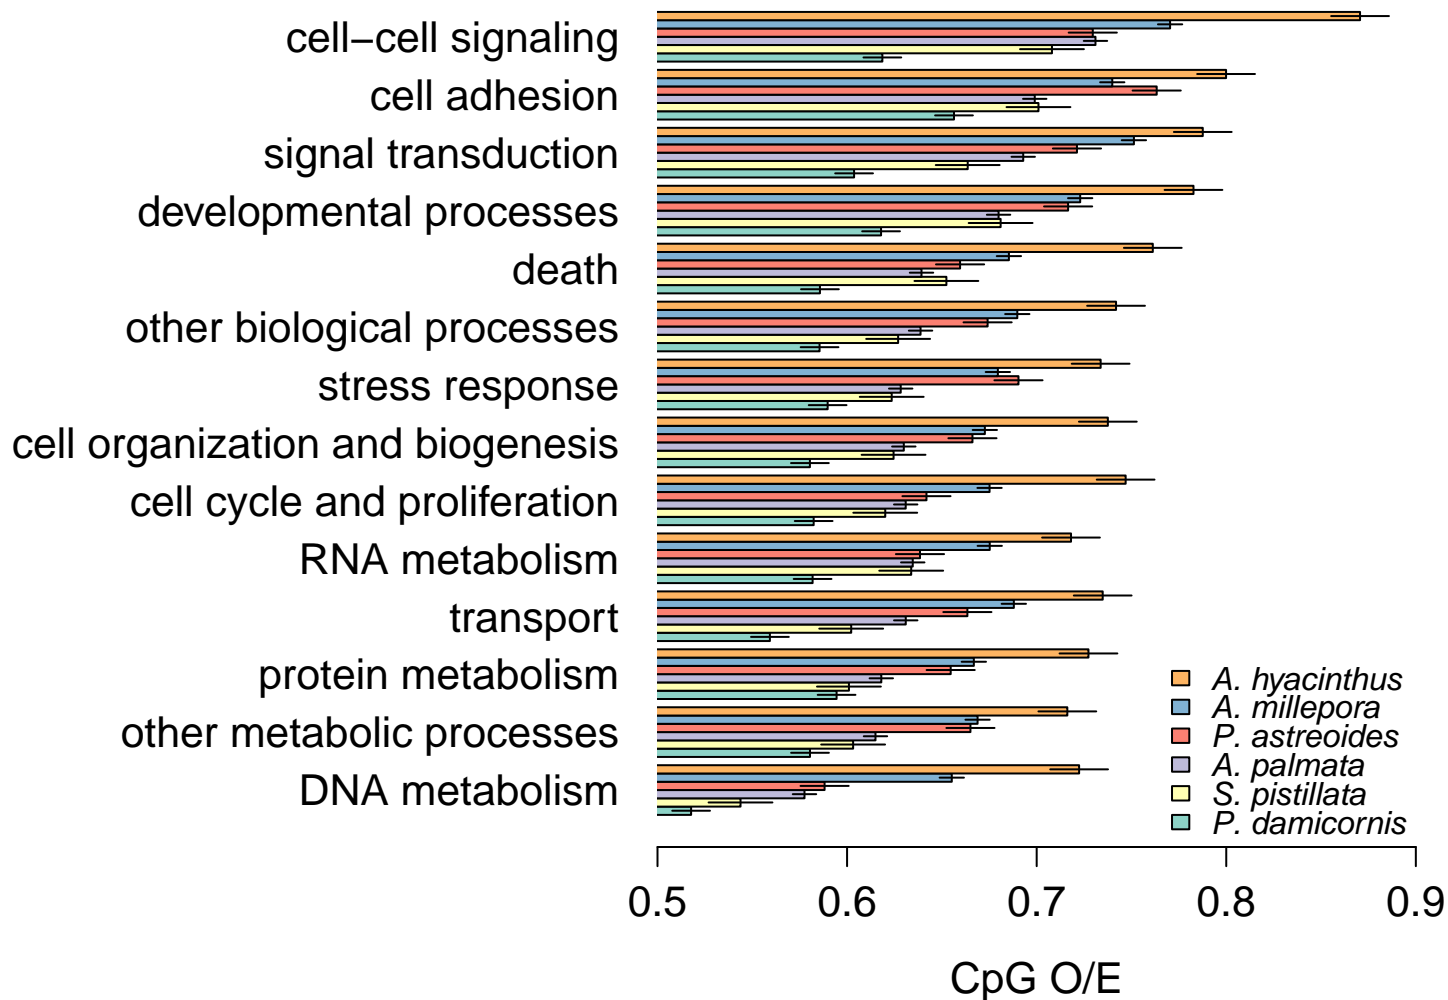 cell−cell signaling
cell adhesion
signal transduction
developmental processes
death
other biological processes
stress response
cell organization and biogenesis
cell cycle and proliferation
RNA metabolism
transport
protein metabolism
other metabolic processes
DNA metabolism
A. hyacinthus
A. millepora
P. astreoides
A. palmata
S. pistillata
P. damicornis
0.5 0.6 0.7 0.8 0.9
CpG O/E